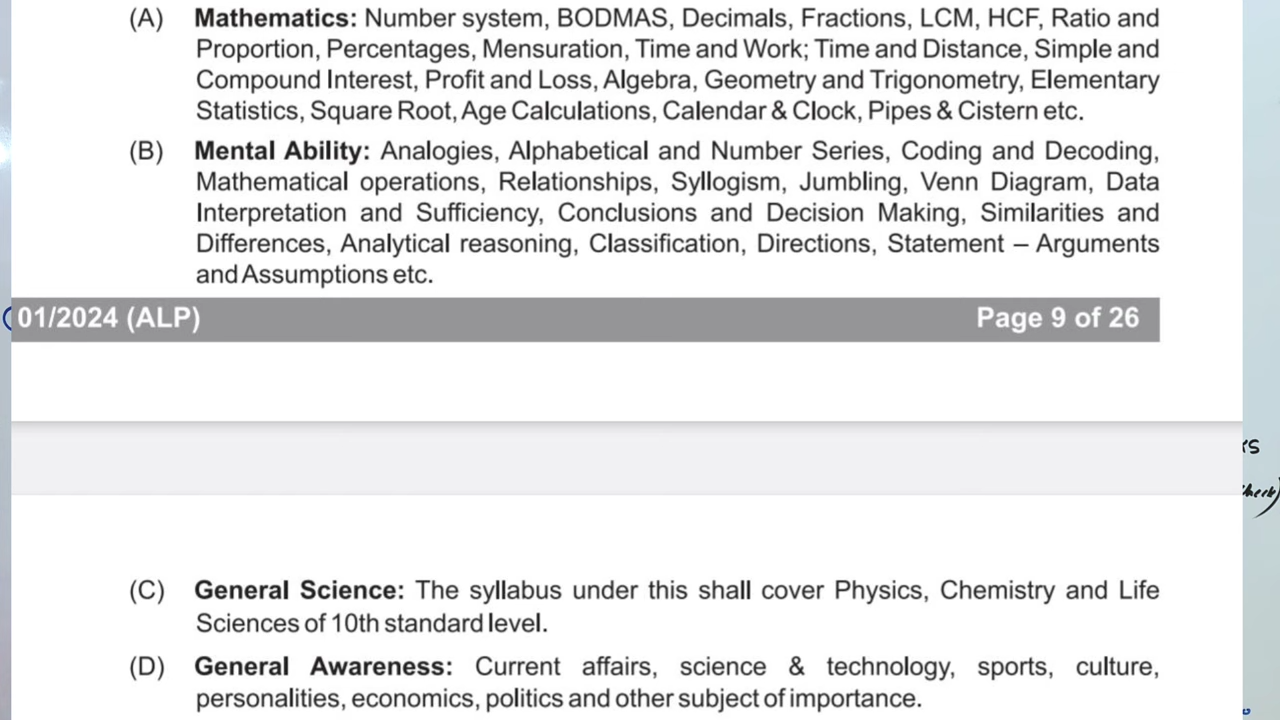 (A) Mathematics: Number system, BODMAS, Decimals, Fractions, LCM, HCF, Ratio and
Proportion, Percentages, Mensuration, Time and Work; Time and Distance, Simple and
Compound Interest, Profit and Loss, Algebra, Geometry and Trigonometry, Elementary
Statistics, Square Root, Age Calculations, Calendar & Clock, Pipes & Cistern etc.
(B) Mental Ability: Analogies, Alphabetical and Number Series, Coding and Decoding,
Mathematical operations, Relationships, Syllogism, Jumbling, Venn Diagram, Data
Interpretation and Sufficiency, Conclusions and Decision Making, Similarities and
Differences, Analytical reasoning, Classification, Directions, Statement – Arguments
and Assumptions etc.
01/2024 (ALP) Page 9 of 26
(C) General Science: The syllabus under this shall cover Physics, Chemistry and Life
Sciences of 10th standard level.
(D) General Awareness: Current affairs, science & technology, sports, culture,
personalities, economics, politics and other subject of importance.